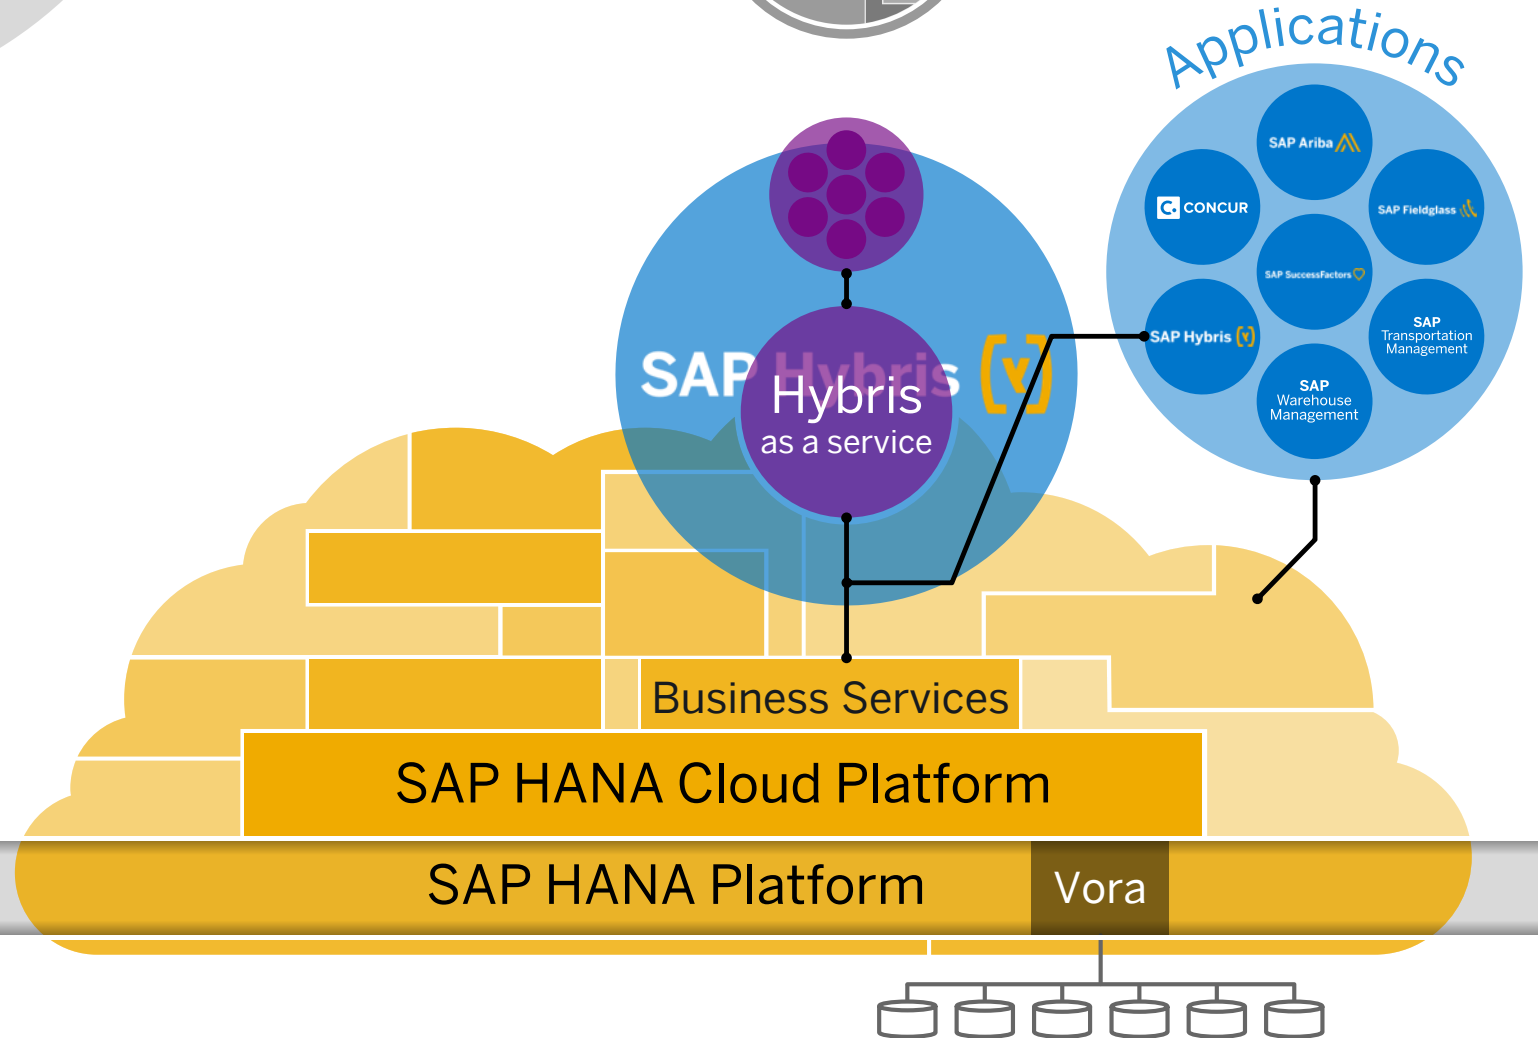 Applications
SAP Ariba
CONCUR
SAP Fieldglass
SAP SuccessFactors
SAP Hybris
SAP
Transportation
Management
SAP
Warehouse
Management
SAP Hybris
Hybris
as a service
Business Services
SAP HANA Cloud Platform
SAP HANA Platform
Vora